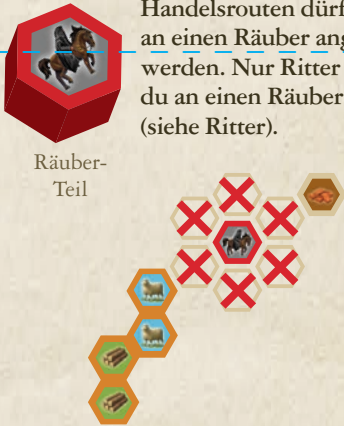 Handelsrouten dürf
an einen Räuber ang
werden. Nur Ritter
du an einen Räuber
(siehe Ritter).
Räuber-
Teil